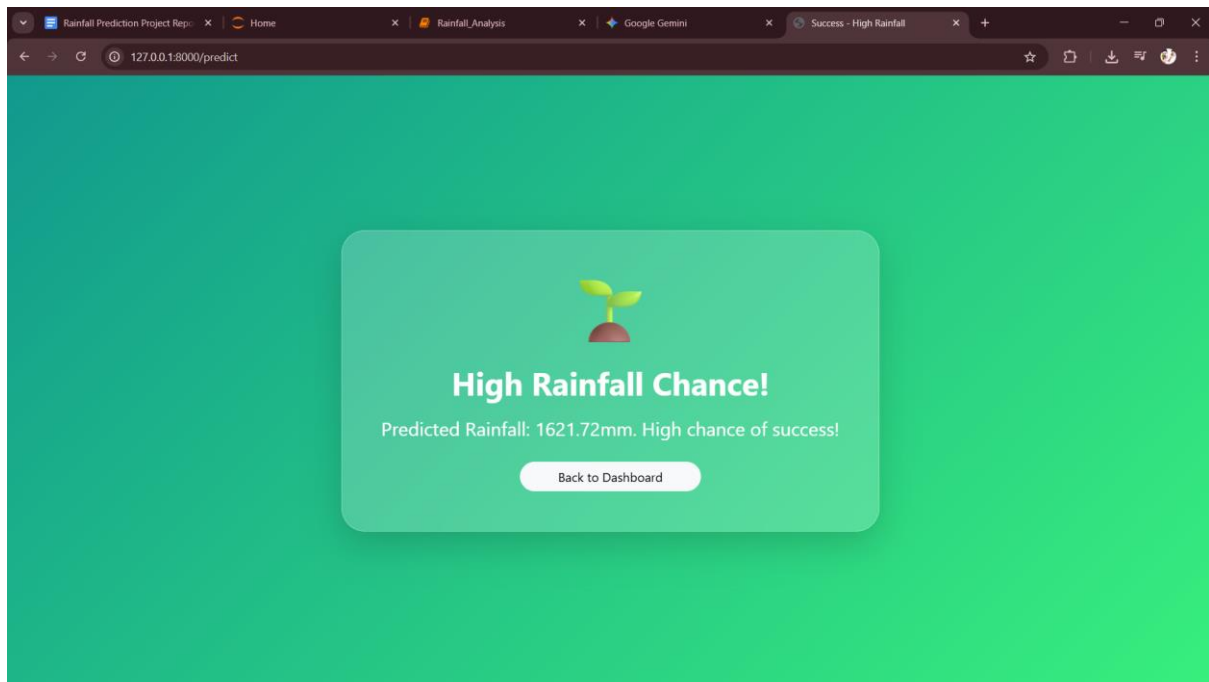 Rainfall Prediction Project Repo
Home
Rainfall_Analysis
Google Gemini
Success - High Rainfall
127.0.0.1:8000/predict
High Rainfall Chance!
Predicted Rainfall: 1621.72mm. High chance of success!
Back to Dashboard